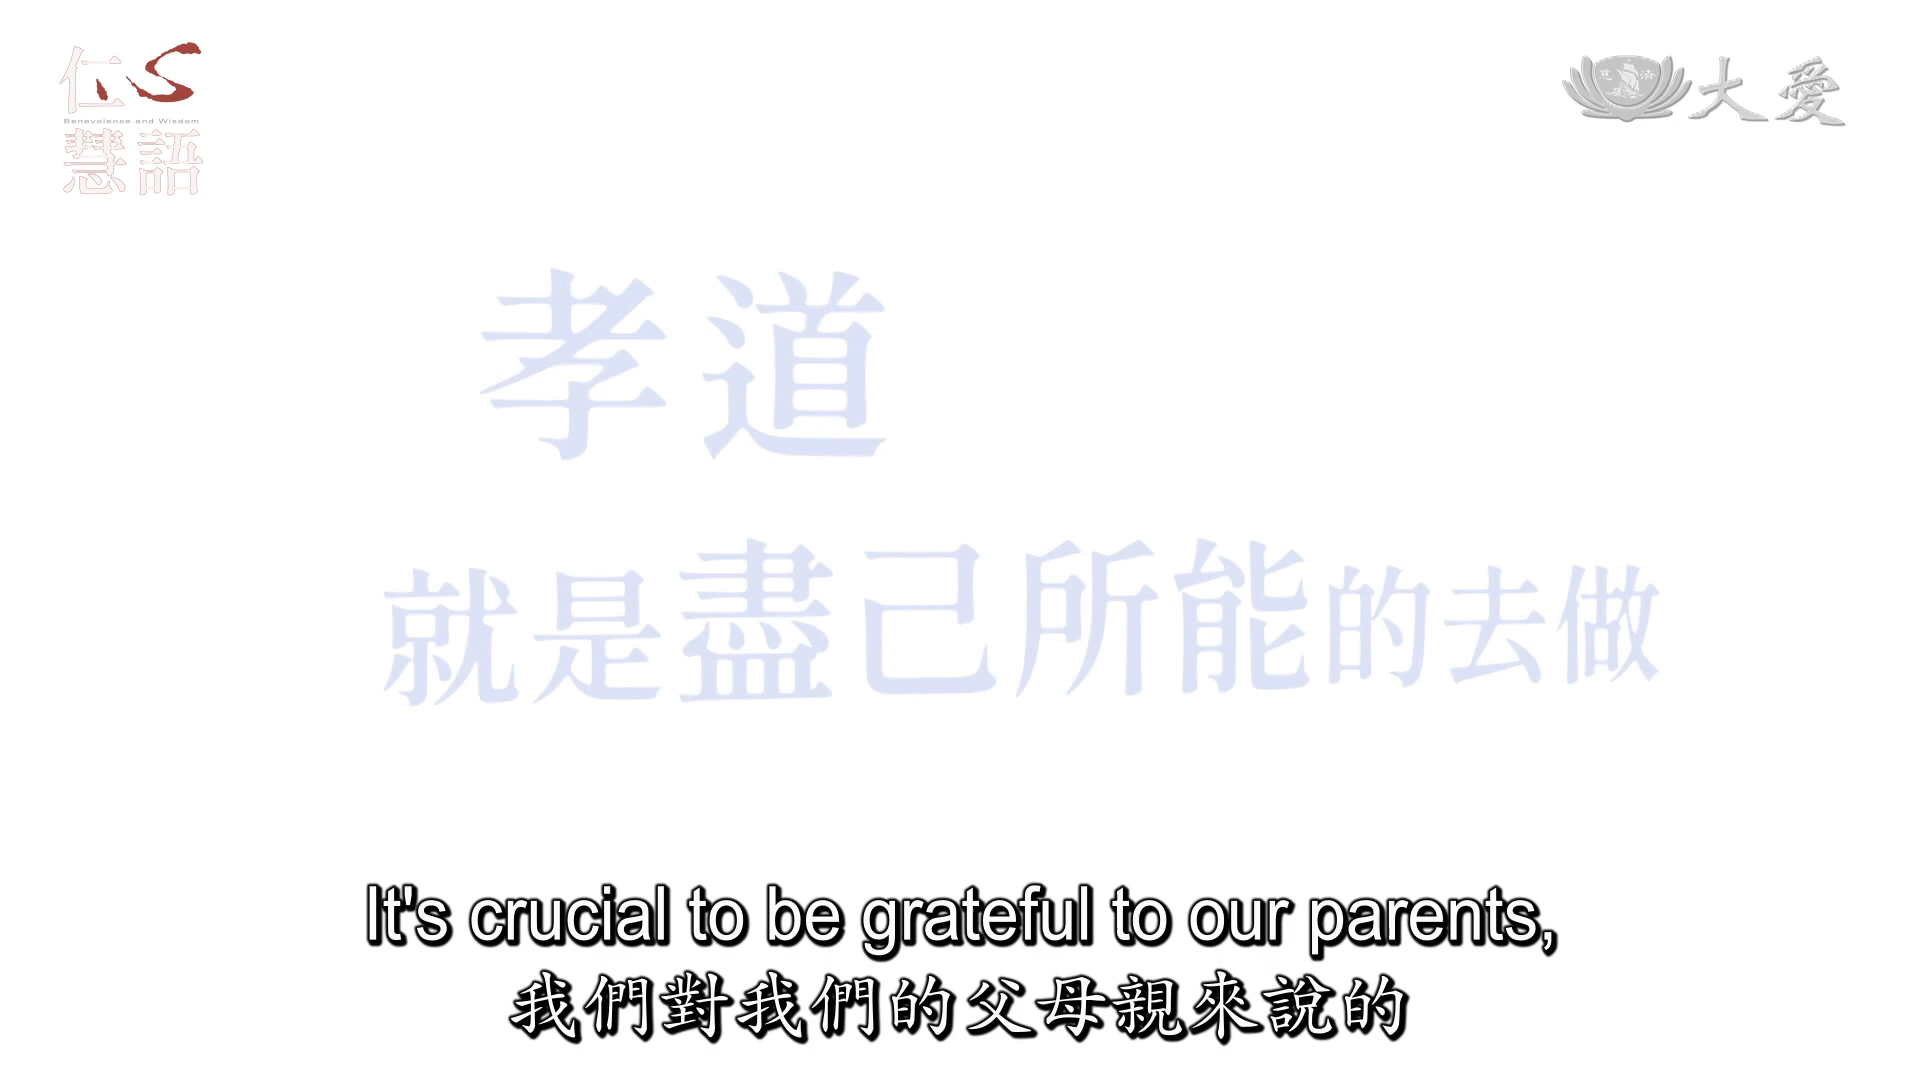 仁
Benevolence and Wisdom
慧語
慈濟
大愛
孝道
就是盡己所能的去做
It's crucial to be grateful to our parents,
我們對我們的父母親來說的